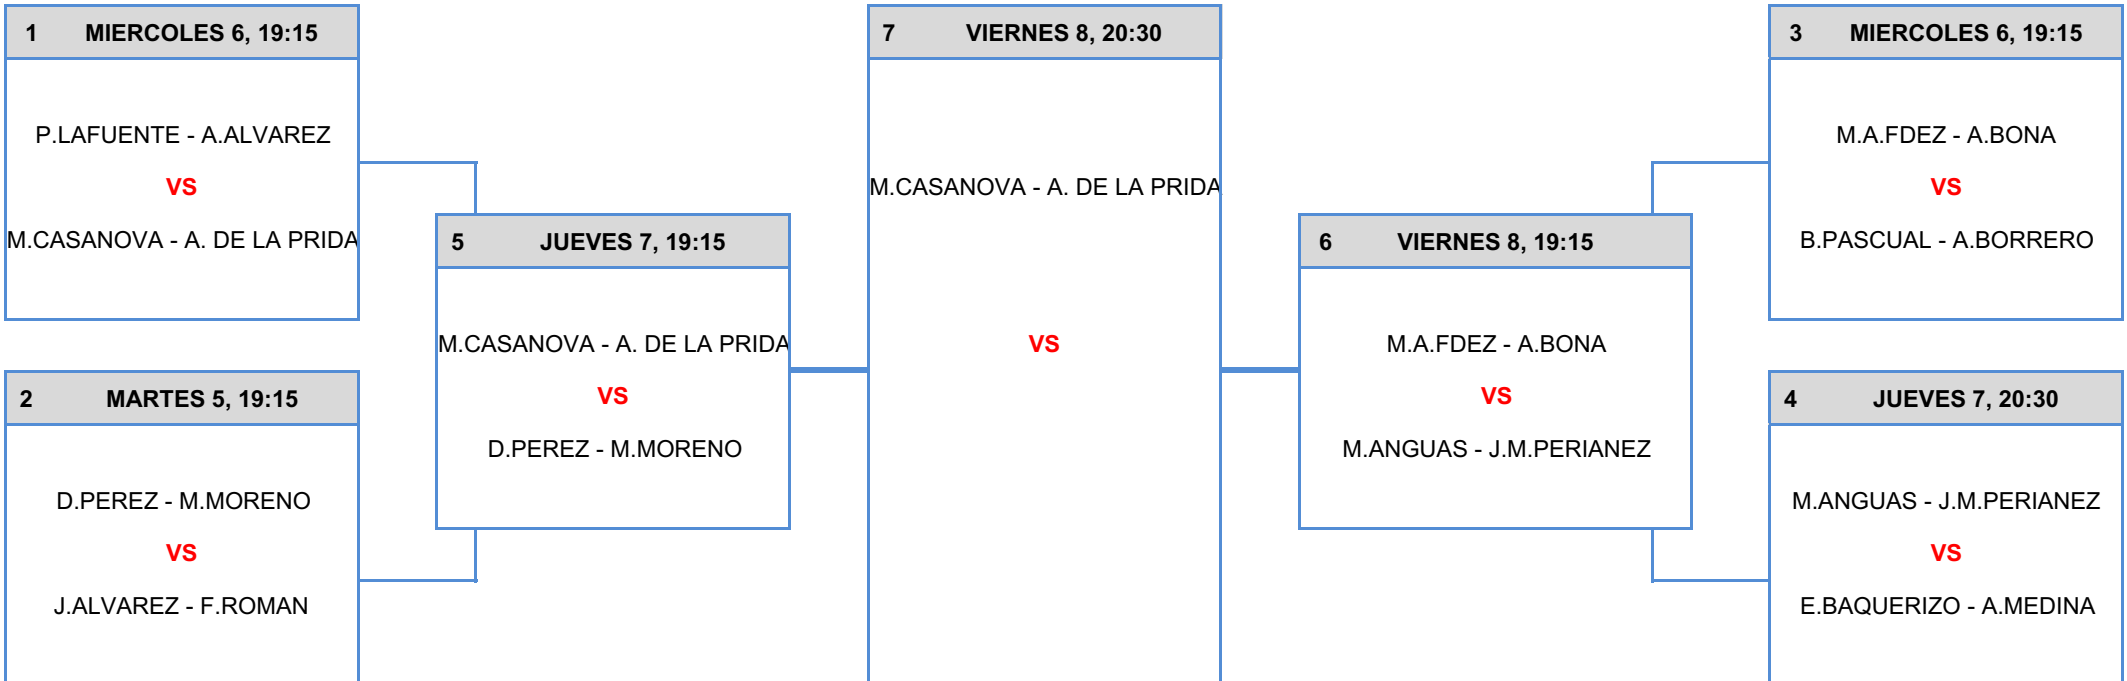 1 MIERCOLES 6, 19:15
P.LAFUENTE - A.ALVAREZ
VS
M.CASANOVA - A. DE LA PRIDA
2 MARTES 5, 19:15
D.PEREZ - M.MORENO
VS
J.ALVAREZ - F.ROMAN
5 JUEVES 7, 19:15
M.CASANOVA - A. DE LA PRIDA
VS
D.PEREZ - M.MORENO
7 VIERNES 8, 20:30
M.CASANOVA - A. DE LA PRIDA
VS
6 VIERNES 8, 19:15
M.A.FDEZ - A.BONA
VS
M.ANGUAS - J.M.PERIANEZ
3 MIERCOLES 6, 19:15
M.A.FDEZ - A.BONA
VS
B.PASCUAL - A.BORRERO
4 JUEVES 7, 20:30
M.ANGUAS - J.M.PERIANEZ
VS
E.BAQUERIZO - A.MEDINA